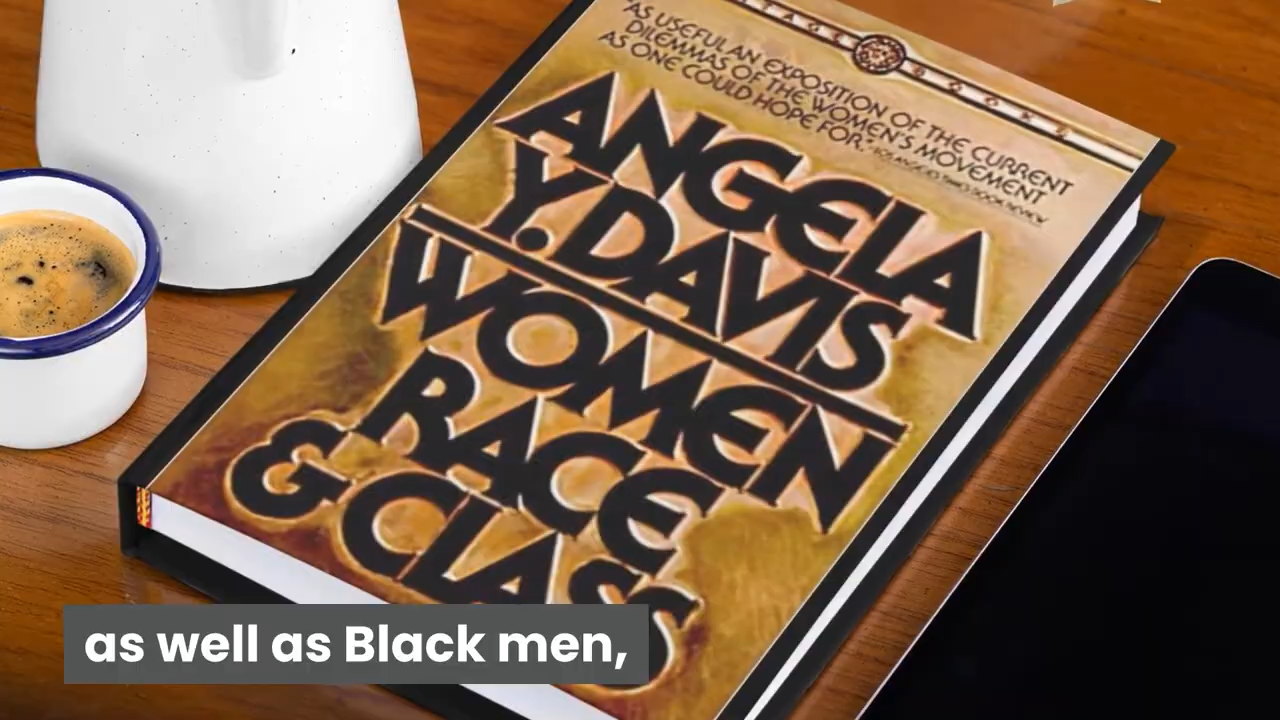 "AS USEFUL AN EXPOSITION OF THE CURRENT
DILEMMAS OF THE WOMEN'S MOVEMENT
AS ONE COULD HOPE FOR."
ANGELA
Y. DAVIS
WOMEN
RACE
& CLASS
as well as Black men,